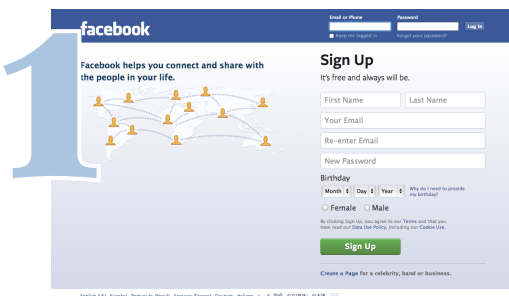 1
facebook
Email or Phone
Password
Log In
Keep me logged in
Forgot your password?
Facebook helps you connect and share with
the people in your life.
Sign Up
It's free and always will be.
First Name
Last Name
Your Email
Re-enter Email
New Password
Birthday
Month Day Year
Why do I need to provide
my birthday?
Female Male
By clicking Sign Up, you agree to our Terms and that you
have read our Data Use Policy, including our Cookie Use.
Sign Up
Create a Page for a celebrity, band or business.